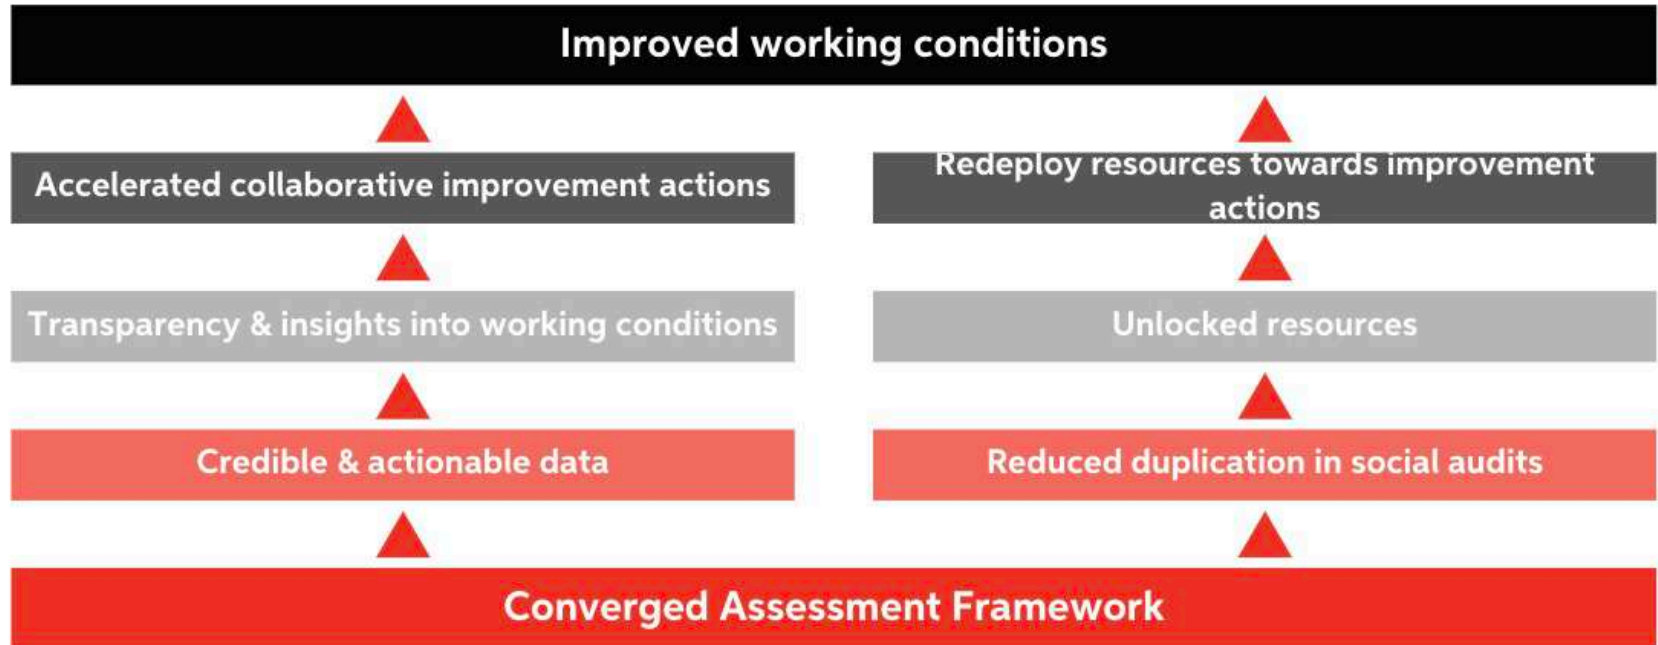 Improved working conditions
Accelerated collaborative improvement actions
Redeploy resources towards improvement
actions
Transparency & insights into working conditions
Unlocked resources
Credible & actionable data
Reduced duplication in social audits
Converged Assessment Framework